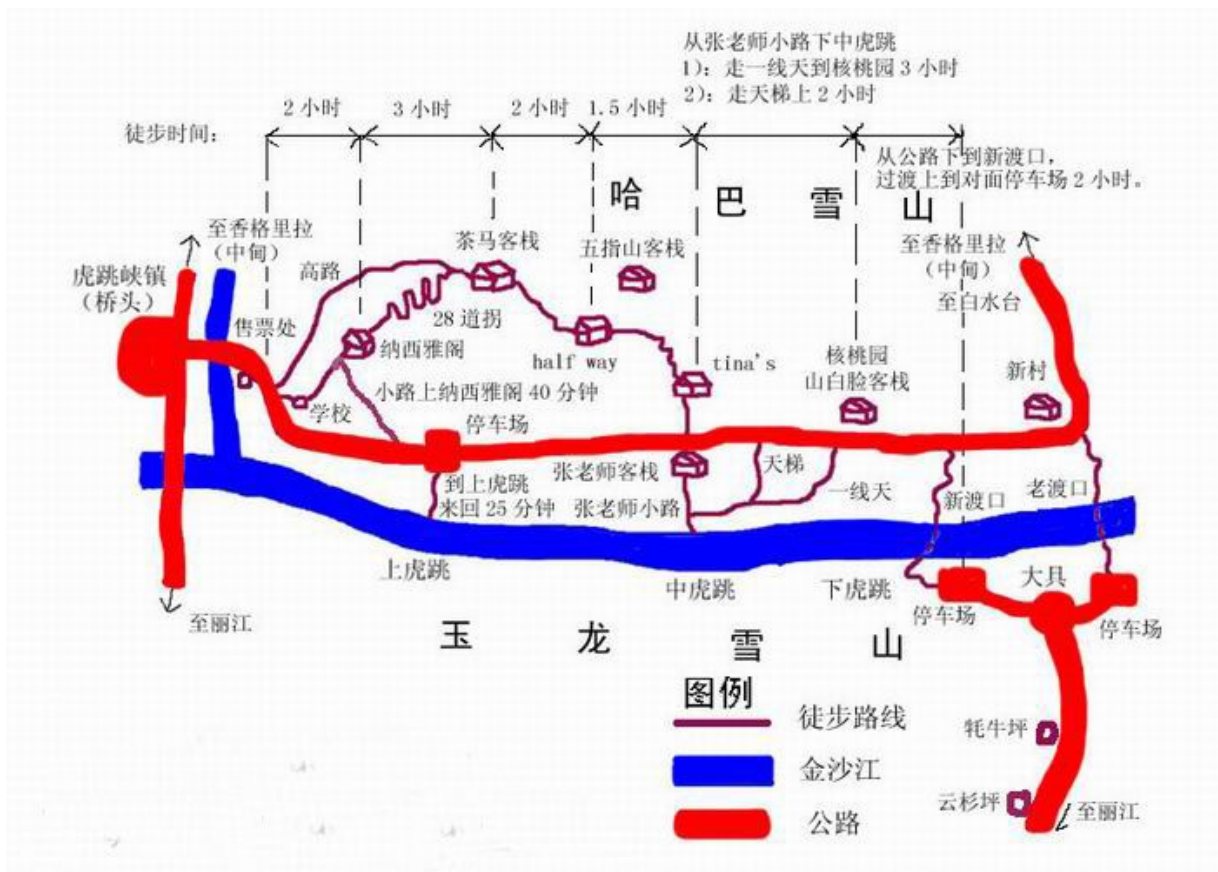 从张老师小路下中虎跳
1）：走一线天到核桃园3小时
2）：走天梯上2小时
2小时
3小时
2小时
1.5小时
徒步时间：
从公路下到新渡口，
过渡上到对面停车场2小时。
哈巴雪山
至香格里拉
（中甸）
虎跳峡镇
（桥头）
高路
茶马客栈
五指山客栈
至香格里拉
（中甸）
至白水台
售票处
28道拐
纳西雅阁
half way
tina's
核桃园
山白脸客栈
新村
小路上纳西雅阁40分钟
学校
停车场
张老师客栈
天梯
一线天
到上虎跳
来回25分钟
张老师小路
新渡口
老渡口
上虎跳
中虎跳
下虎跳
大具
停车场
停车场
至丽江
玉龙雪山
图例
徒步路线
金沙江
公路
牦牛坪
云杉坪
至丽江